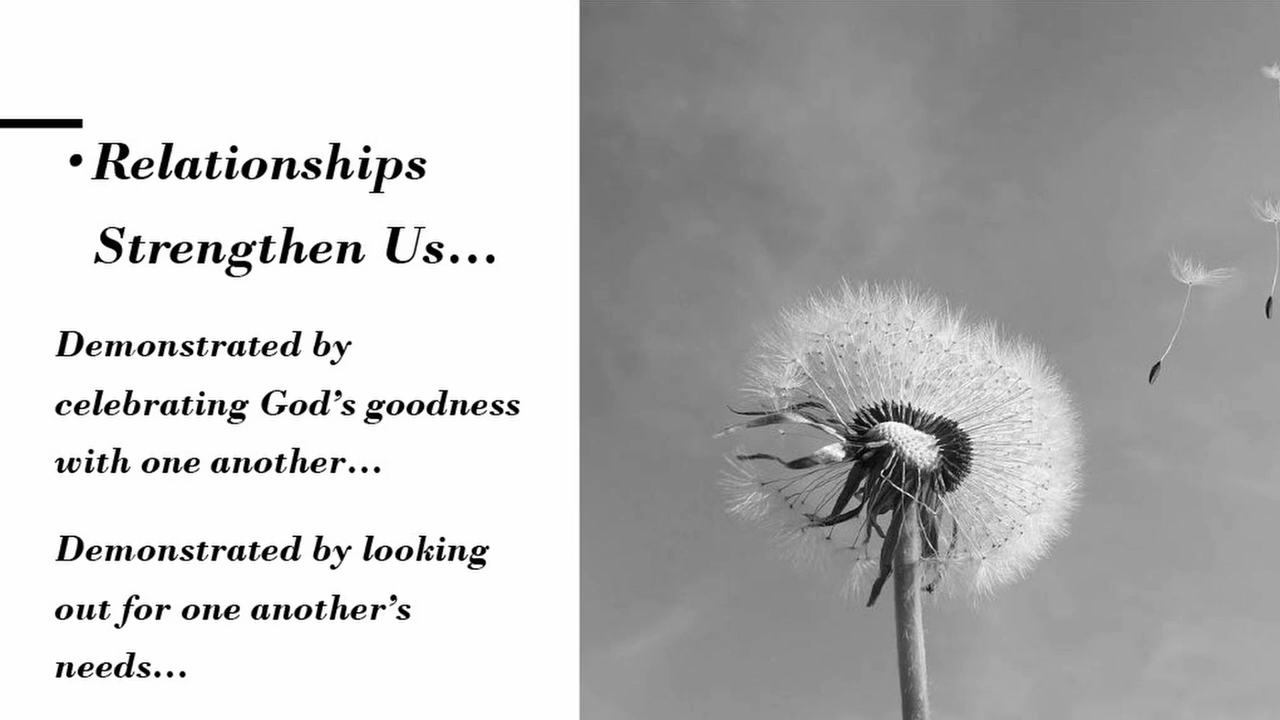 • Relationships
Strengthen Us...
Demonstrated by
celebrating God’s goodness
with one another...
Demonstrated by looking
out for one another’s
needs...